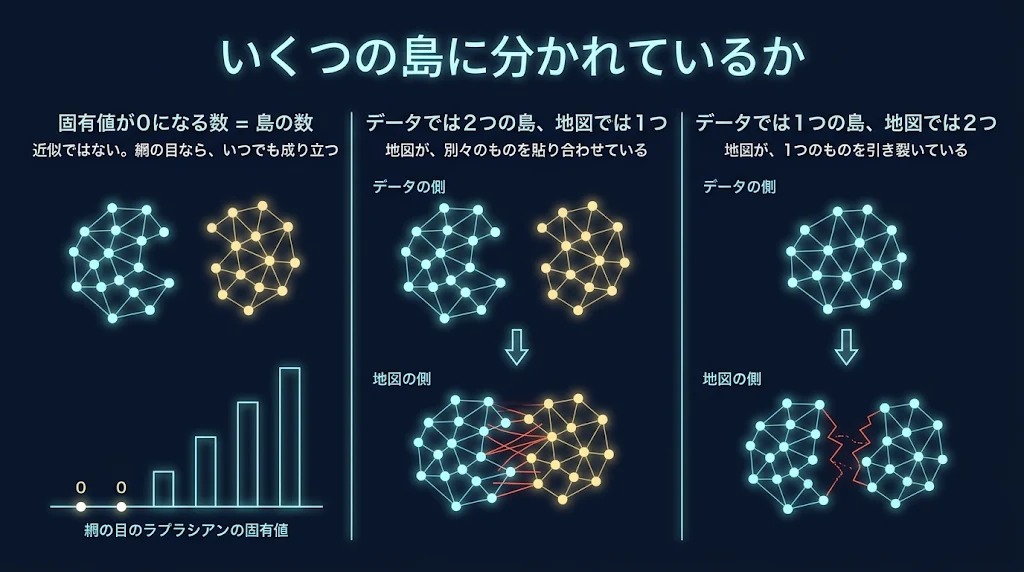 いくつの島に分かれているか
固有値が0になる数 = 島の数
近似ではない。網の目なら、いつでも成り立つ
0
0
網の目のラプラシアンの固有値
データでは2つの島、地図では1つ
地図が、別々のものを貼り合わせている
データの側
地図の側
データでは1つの島、地図では2つ
地図が、1つのものを引き裂いている
データの側
地図の側